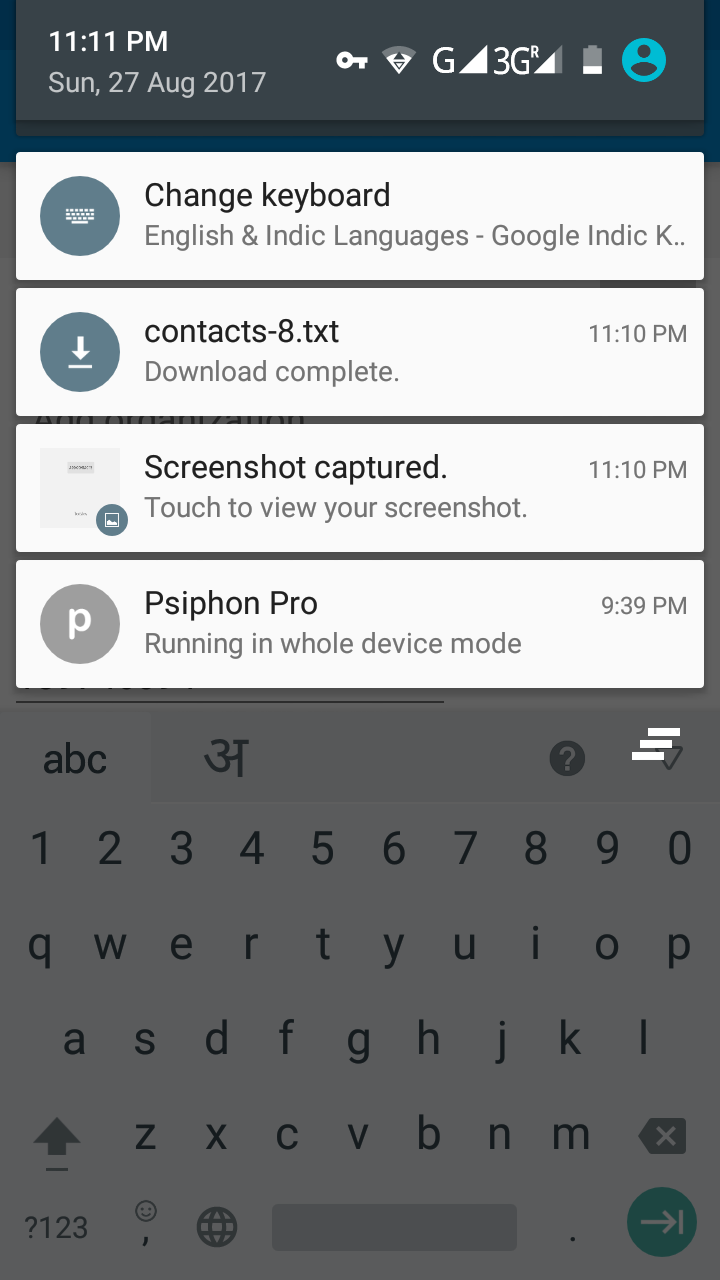 11:11 PM
Sun, 27 Aug 2017
G 3G R
Change keyboard
English & Indic Languages - Google Indic K..
contacts-8.txt 11:10 PM
Download complete.
Add organization
Screenshot captured. 11:10 PM
Touch to view your screenshot.
Psiphon Pro 9:39 PM
p
Running in whole device mode
abc अ ?
1 2 3 4 5 6 7 8 9 0
q w e r t y u i o p
a s d f g h j k l
z x c v b n m
?123 , .